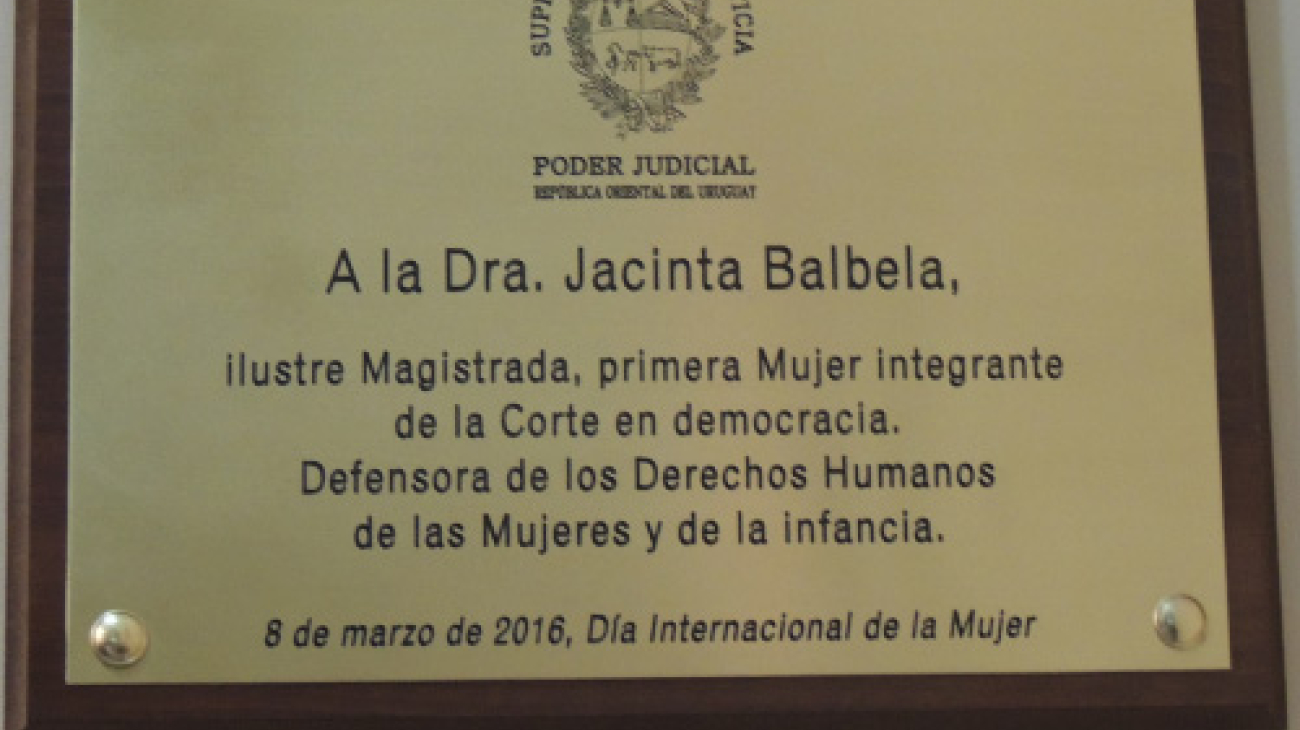 PODER JUDICIAL
REPÚBLICA ORIENTAL DEL URUGUAY
A la Dra. Jacinta Balbela,
ilustre Magistrada, primera Mujer integrante
de la Corte en democracia.
Defensora de los Derechos Humanos
de las Mujeres y de la infancia.
8 de marzo de 2016, Día Internacional de la Mujer